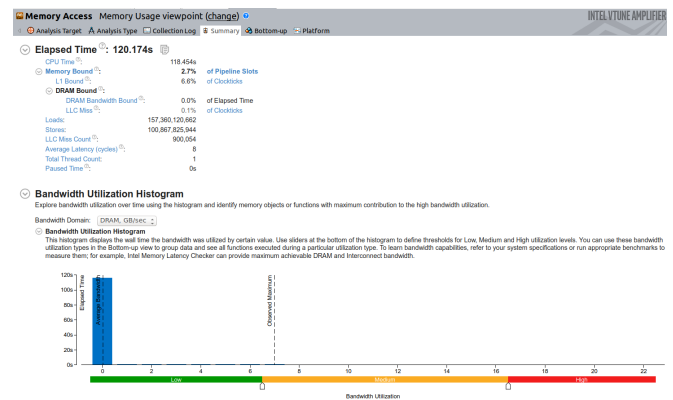 Memory Access Memory Usage viewpoint (change)
INTEL VTUNE AMPLIFIER
Analysis Target Analysis Type Collection Log Summary Bottom-up Platform
Elapsed Time: 120.174s
CPU Time: 118.454s
Memory Bound: 2.7% of Pipeline Slots
L1 Bound: 6.6% of Clockticks
DRAM Bound:
DRAM Bandwidth Bound: 0.0% of Elapsed Time
LLC Miss: 0.1% of Clockticks
Loads: 157,360,120,662
Stores: 100,867,825,944
LLC Miss Count: 900,054
Average Latency (cycles): 8
Total Thread Count: 1
Paused Time: 0s
Bandwidth Utilization Histogram
Explore bandwidth utilization over time using the histogram and identify memory objects or functions with maximum contribution to the high bandwidth utilization.
Bandwidth Domain: DRAM, GB/sec
Bandwidth Utilization Histogram
This histogram displays the wall time the bandwidth was utilized by certain value. Use sliders at the bottom of the histogram to define thresholds for Low, Medium and High utilization levels. You can use these bandwidth
utilization types in the Bottom-up view to group data and see all functions executed during a particular utilization type. To learn bandwidth capabilities, refer to your system specifications or run appropriate benchmarks to
measure them; for example, Intel Memory Latency Checker can provide maximum achievable DRAM and Interconnect bandwidth.
Elapsed Time
120s
100s
80s
60s
40s
20s
0s
Average Bandwidth
Observed Maximum
0 2 4 6 8 10 12 14 16 18 20 22
Low Medium High
Bandwidth Utilization